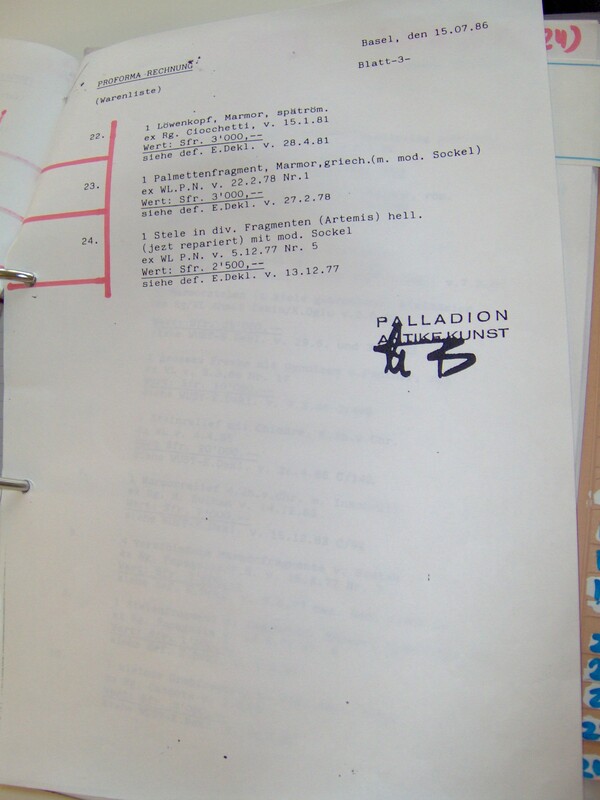 Basel, den 15.07.86
PROFORMA-RECHNUNG
Blatt-3-
(Warenliste)
22. 1 Löwenkopf, Marmor, spätröm.
ex Rg. Ciocchetti, v. 15.1.81
Wert: Sfr. 3'000,--
siehe def. E.Dekl. v. 28.4.81
23. 1 Palmettenfragment, Marmor,griech.(m. mod. Sockel)
ex WL.P.N. v. 22.2.78 Nr.1
Wert: Sfr. 3'000,--
siehe def. E.Dekl. v. 27.2.78
24. 1 Stele in div. Fragmenten (Artemis) hell.
(jezt repariert) mit mod. Sockel
ex WL P.N. v. 5.12.77 Nr. 5
Wert: Sfr. 2'500,--
siehe def. E.Dekl. v. 13.12.77
PALLADION
ANTIKE KUNST
24)